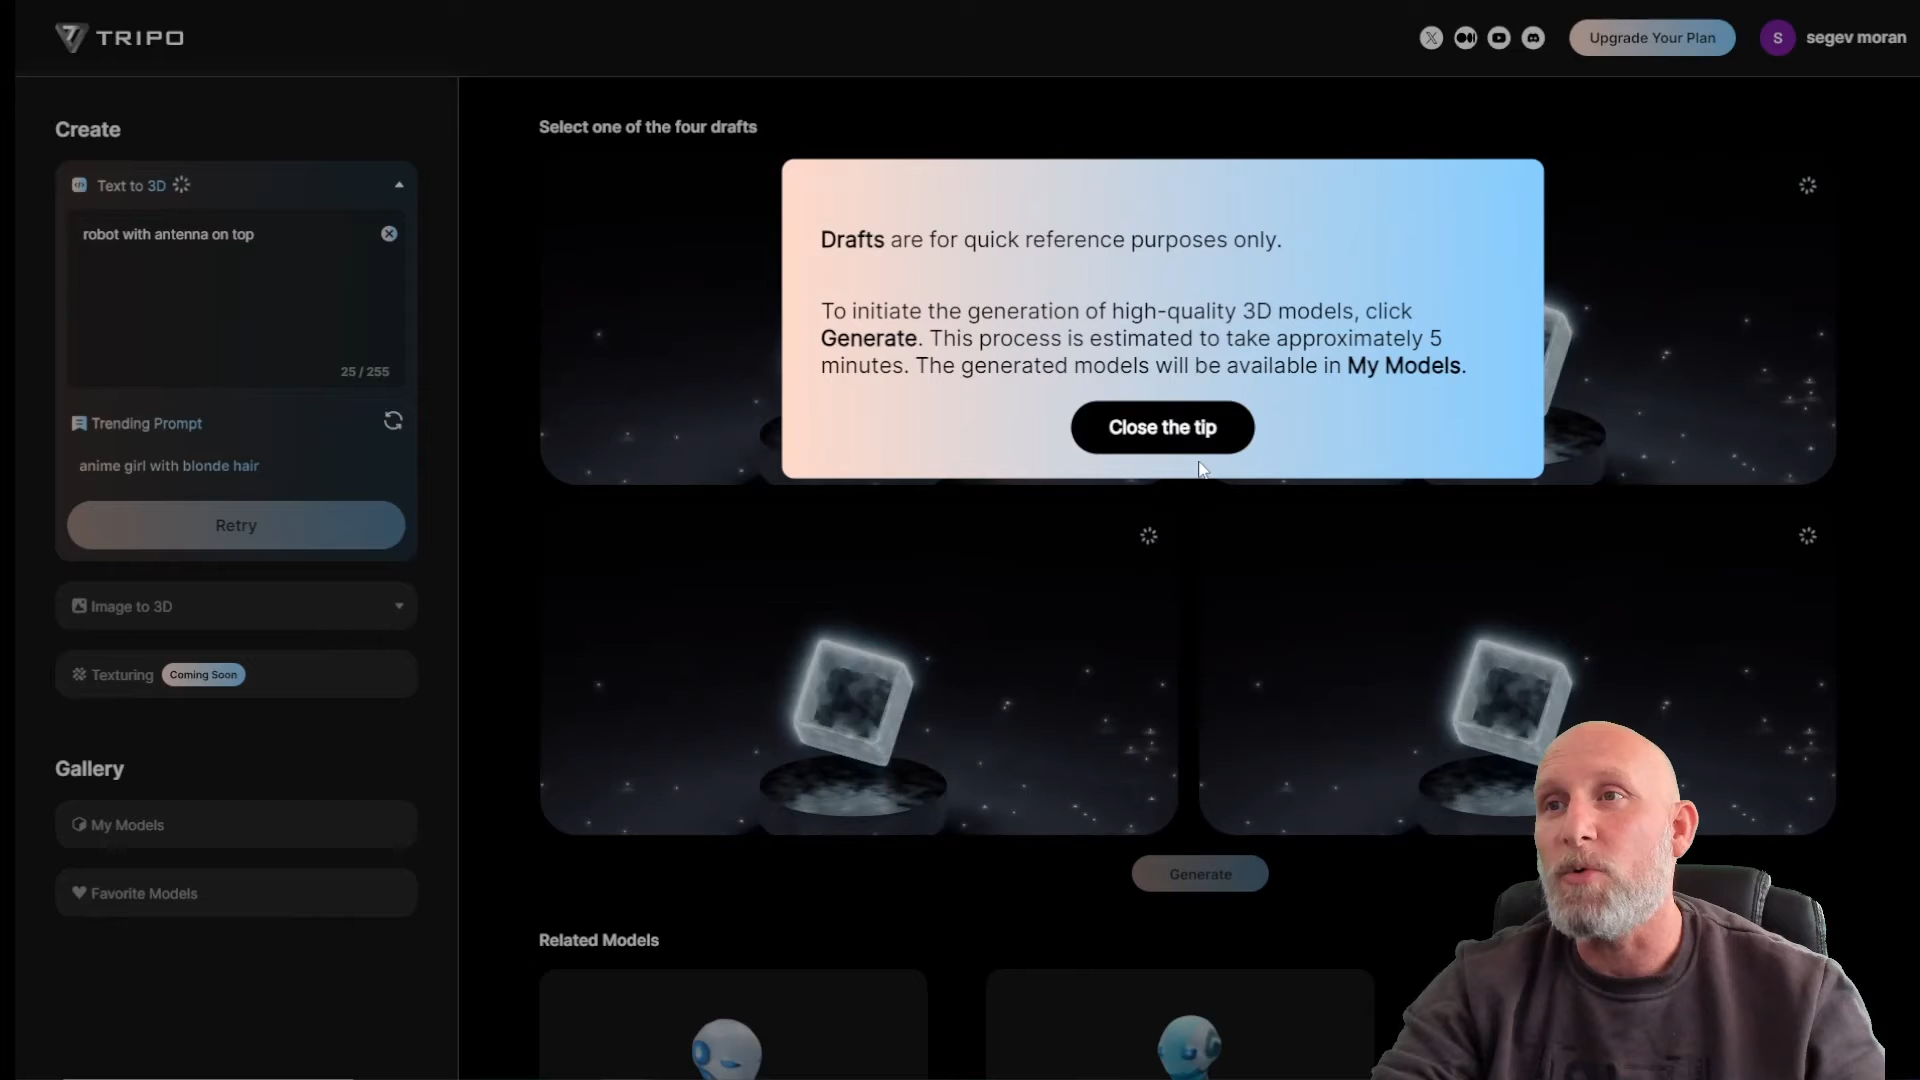 TRIPO
Upgrade Your Plan
S
segev moran
Create
Text to 3D
robot with antenna on top
25 / 255
Trending Prompt
anime girl with blonde hair
Retry
Image to 3D
Texturing
Coming Soon
Gallery
My Models
Favorite Models
Select one of the four drafts
Drafts are for quick reference purposes only.
To initiate the generation of high-quality 3D models, click
Generate. This process is estimated to take approximately 5
minutes. The generated models will be available in My Models.
Close the tip
Generate
Related Models